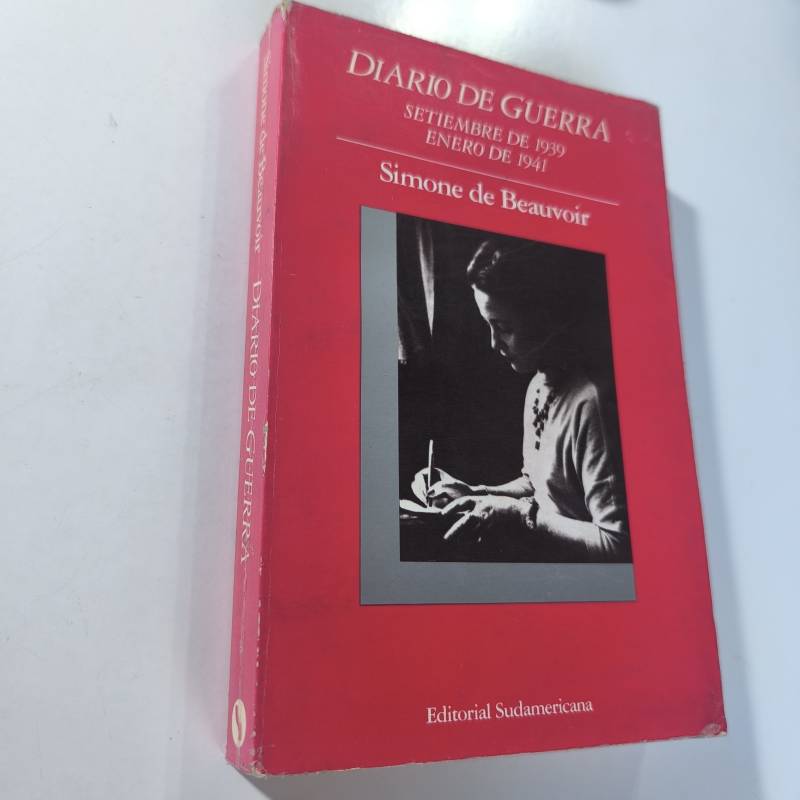 DIARIO DE GUERRA
SETIEMBRE DE 1939
ENERO DE 1941
Simone de Beauvoir
Editorial Sudamericana
Simone de Beauvoir DIARIO DE GUERRA